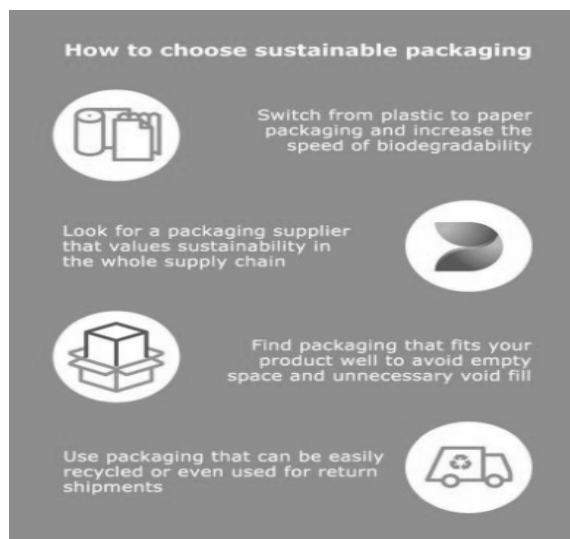 How to choose sustainable packaging
Switch from plastic to paper
packaging and increase the
speed of biodegradability
Look for a packaging supplier
that values sustainability in
the whole supply chain
Find packaging that fits your
product well to avoid empty
space and unnecessary void fill
Use packaging that can be easily
recycled or even used for return
shipments